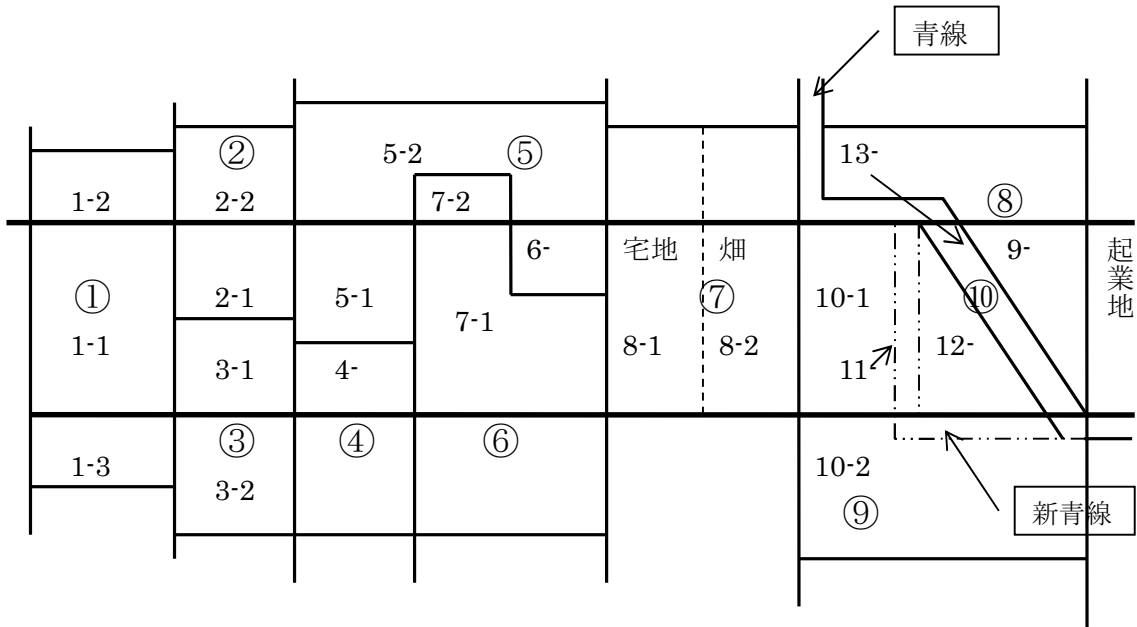 青線
② 5-2 ⑤ 13-
1-2 2-2 7-2 ⑧
6- 宅地 畑 9- 起業地
① 2-1 5-1 7-1 ⑦ 10-1 ⑩
1-1 3-1 4- 8-1 8-2 11- 12-
③ ④ ⑥
1-3 3-2 10-2
⑨ 新青線